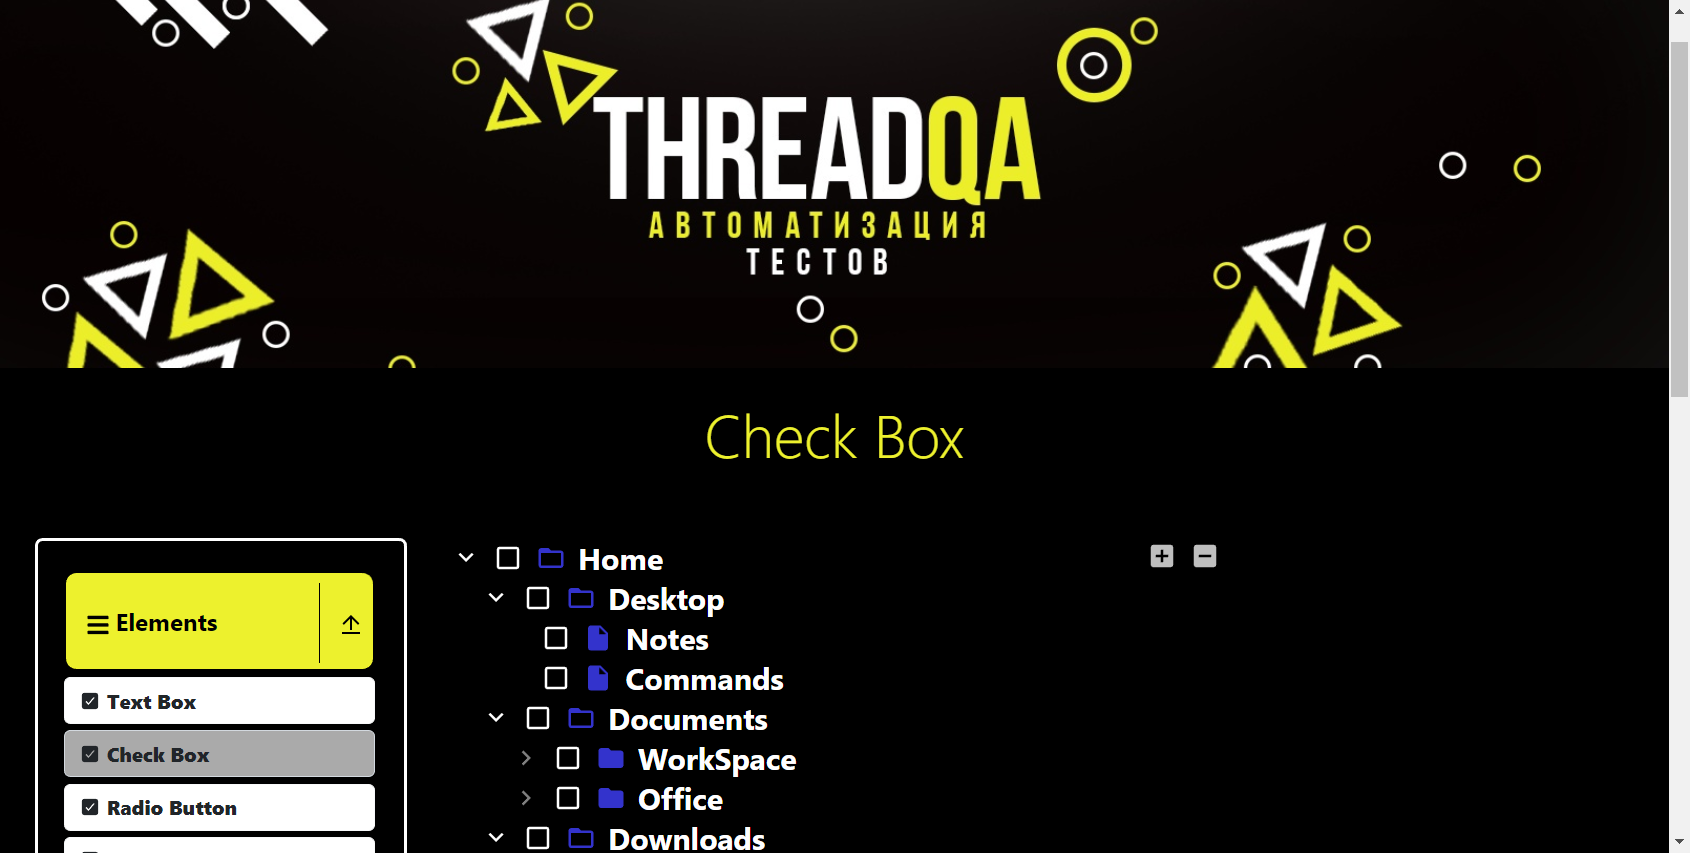 THREADQA
АВТОМАТИЗАЦИЯ
ТЕСТОВ
Check Box
Elements
Text Box
Check Box
Radio Button
Home
Desktop
Notes
Commands
Documents
WorkSpace
Office
Downloads